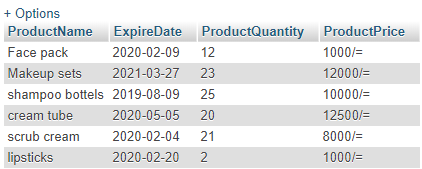 + Options
ProductName ExpireDate ProductQuantity ProductPrice
Face pack 2020-02-09 12 1000/=
Makeup sets 2021-03-27 23 12000/=
shampoo bottels 2019-08-09 25 10000/=
cream tube 2020-05-05 20 12500/=
scrub cream 2020-02-04 21 8000/=
lipsticks 2020-02-20 2 1000/=